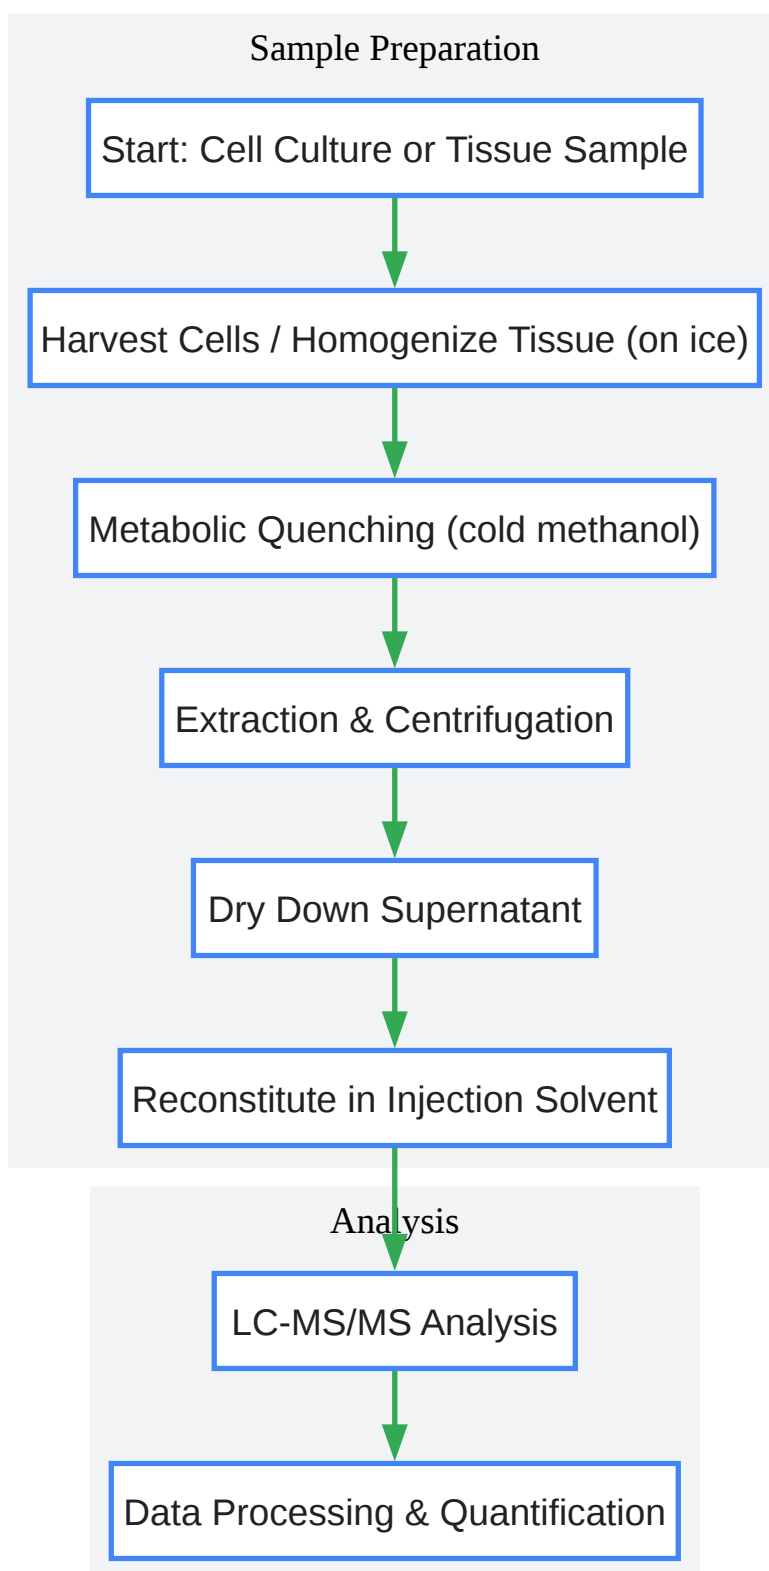 Sample Preparation
Start: Cell Culture or Tissue Sample
Harvest Cells / Homogenize Tissue (on ice)
Metabolic Quenching (cold methanol)
Extraction & Centrifugation
Dry Down Supernatant
Reconstitute in Injection Solvent
Analysis
LC-MS/MS Analysis
Data Processing & Quantification